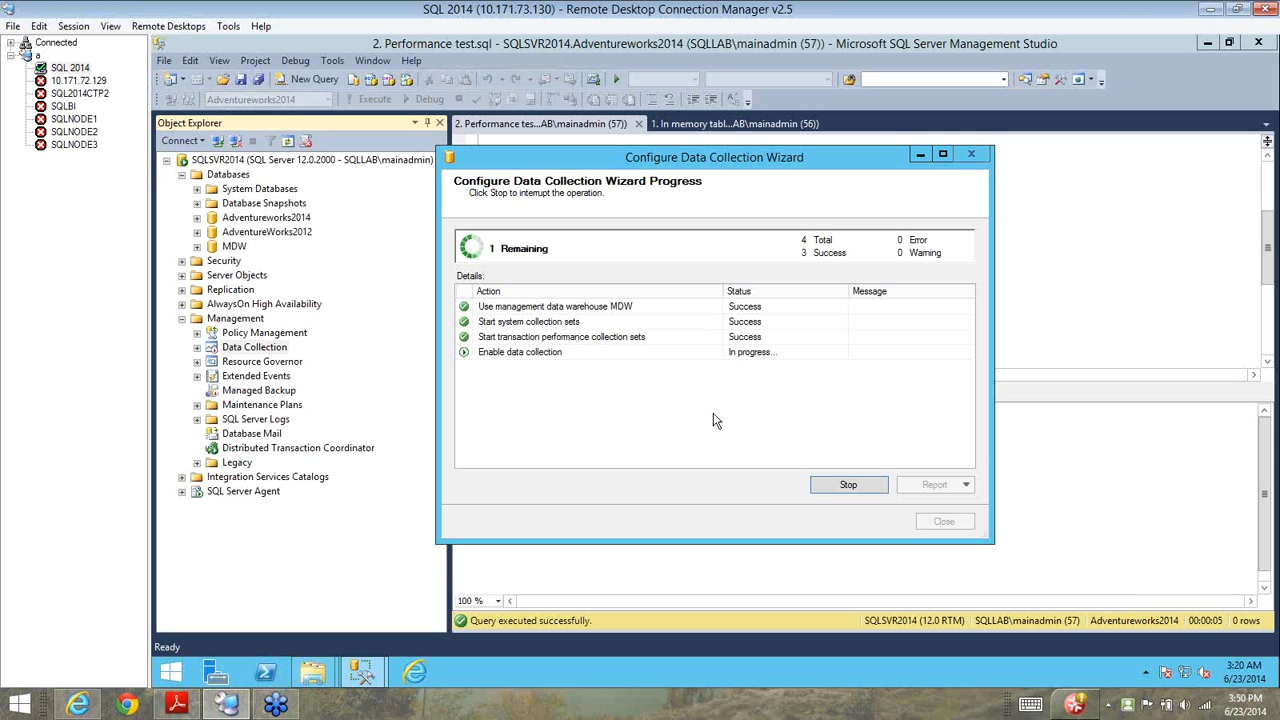 SQL 2014 (10.171.73.130) - Remote Desktop Connection Manager v2.5
File Edit Session View Remote Desktops Tools Help
Connected
a
SQL 2014
10.171.72.129
SQL2014CTP2
SQLBI
SQLNODE1
SQLNODE2
SQLNODE3
2. Performance test.sql - SQLSVR2014.Adventureworks2014 (SQLLAB\mainadmin (57)) - Microsoft SQL Server Management Studio
File Edit View Project Debug Tools Window Help
New Query
Adventureworks2014 Execute Debug
Object Explorer
Connect
SQLSVR2014 (SQL Server 12.0.2000 - SQLLAB\mainadmin)
Databases
System Databases
Database Snapshots
Adventureworks2014
AdventureWorks2012
MDW
Security
Server Objects
Replication
AlwaysOn High Availability
Management
Policy Management
Data Collection
Resource Governor
Extended Events
Managed Backup
Maintenance Plans
SQL Server Logs
Database Mail
Distributed Transaction Coordinator
Legacy
Integration Services Catalogs
SQL Server Agent
2. Performance tes...AB\mainadmin (57)) 1. In memory tabl...AB\mainadmin (56))
Configure Data Collection Wizard
Configure Data Collection Wizard Progress
Click Stop to interrupt the operation.
1 Remaining
4 Total 0 Error
3 Success 0 Warning
Details:
Action Status Message
Use management data warehouse MDW Success
Start system collection sets Success
Start transaction performance collection sets Success
Enable data collection In progress...
Stop Report
Close
100 %
Query executed successfully. SQLSVR2014 (12.0 RTM) SQLLAB\mainadmin (57) Adventureworks2014 00:00:05 0 rows
Ready
3:20 AM
6/23/2014
3:50 PM
6/23/2014